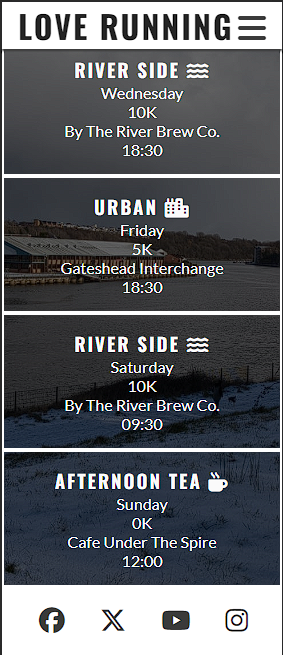 LOVE RUNNING
RIVER SIDE
Wednesday
10K
By The River Brew Co.
18:30
URBAN
Friday
5K
Gateshead Interchange
18:30
RIVER SIDE
Saturday
10K
By The River Brew Co.
09:30
AFTERNOON TEA
Sunday
0K
Cafe Under The Spire
12:00